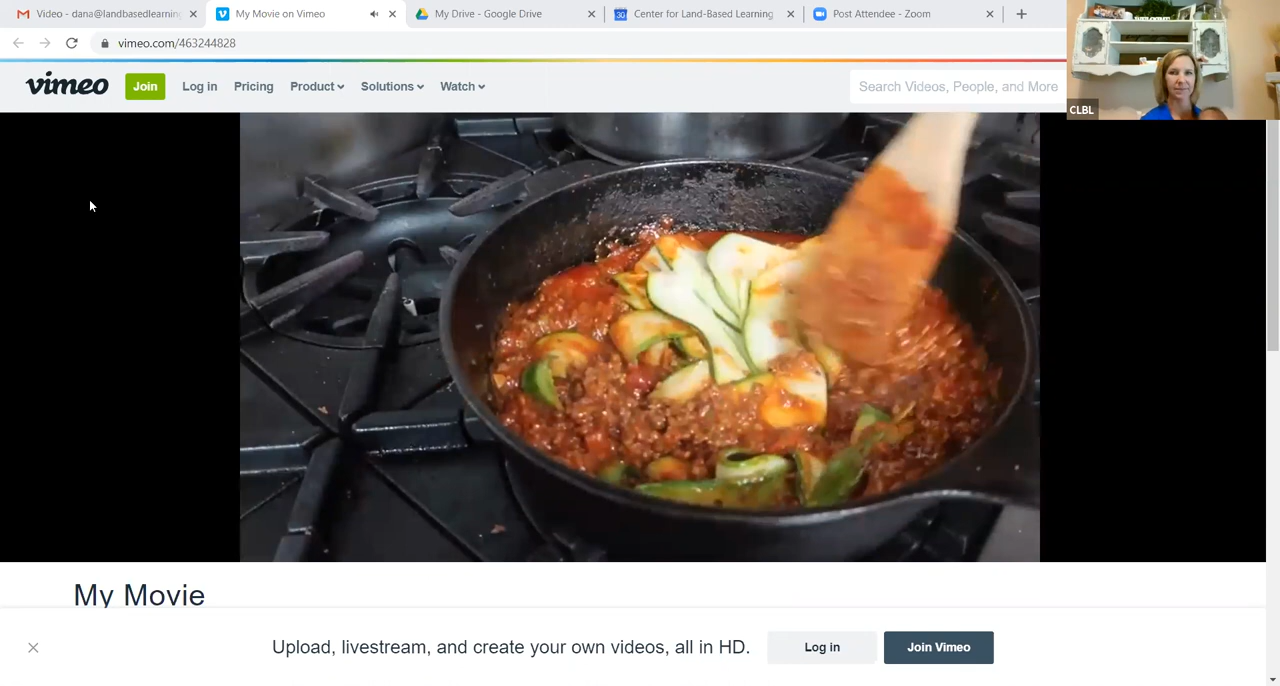 Video - dana@landbasedlearning
My Movie on Vimeo
My Drive - Google Drive
30
Center for Land-Based Learning
Post Attendee - Zoom
vimeo.com/463244828
vimeo
Join
Log in
Pricing
Product
Solutions
Watch
Search Videos, People, and More
CLBL
My Movie
Upload, livestream, and create your own videos, all in HD.
Log in
Join Vimeo